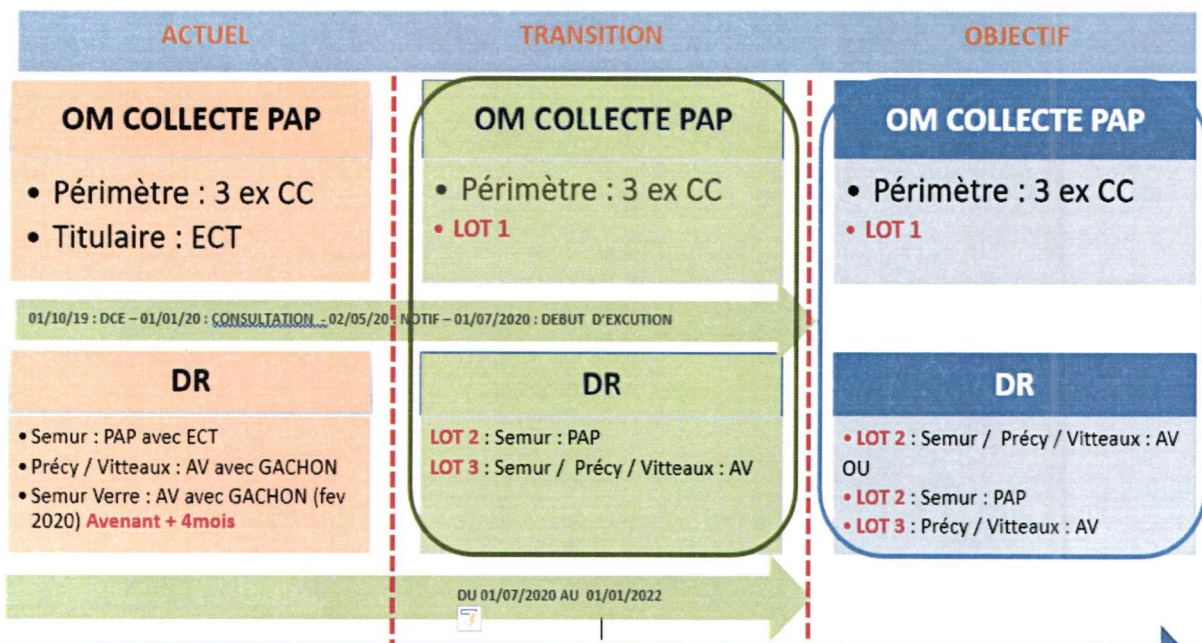 ACTUEL
TRANSITION
OBJECTIF
OM COLLECTE PAP
• Périmètre : 3 ex CC
• Titulaire : ECT
OM COLLECTE PAP
• Périmètre : 3 ex CC
• LOT 1
OM COLLECTE PAP
• Périmètre : 3 ex CC
• LOT 1
01/10/19 : DCE – 01/01/20 : CONSULTATION - 02/05/20 : NOTIF – 01/07/2020 : DEBUT D'EXCUTION
DR
• Semur : PAP avec ECT
• Précy / Vitteaux : AV avec GACHON
• Semur Verre : AV avec GACHON (fev
2020) Avenant + 4mois
DR
LOT 2 : Semur : PAP
LOT 3 : Semur / Précy / Vitteaux : AV
DR
• LOT 2 : Semur / Précy / Vitteaux : AV
OU
• LOT 2 : Semur : PAP
• LOT 3 : Précy / Vitteaux : AV
DU 01/07/2020 AU 01/01/2022